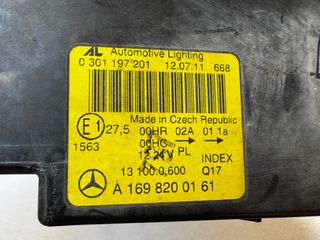 AL Automotive Lighting
0 301 197 201 12.07.11 668
Made in Czech Republic
E1 27,5 00HR 02A 01 1a
1563 00HC PL
12 24V INDEX
13 100.0,600 Q17
A 169 820 01 61